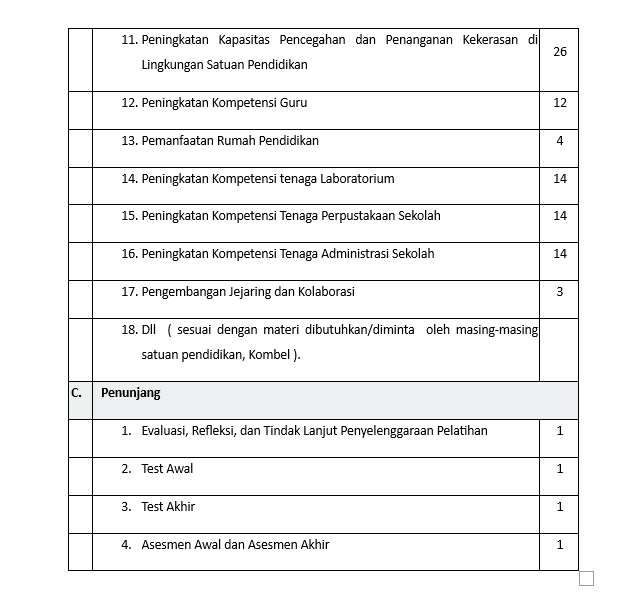 11. Peningkatan Kapasitas Pencegahan dan Penanganan Kekerasan di
Lingkungan Satuan Pendidikan
26
12. Peningkatan Kompetensi Guru 12
13. Pemanfaatan Rumah Pendidikan 4
14. Peningkatan Kompetensi tenaga Laboratorium 14
15. Peningkatan Kompetensi Tenaga Perpustakaan Sekolah 14
16. Peningkatan Kompetensi Tenaga Administrasi Sekolah 14
17. Pengembangan Jejaring dan Kolaborasi 3
18. Dll ( sesuai dengan materi dibutuhkan/diminta oleh masing-masing
satuan pendidikan, Kombel ).
C. Penunjang
1. Evaluasi, Refleksi, dan Tindak Lanjut Penyelenggaraan Pelatihan 1
2. Test Awal 1
3. Test Akhir 1
4. Asesmen Awal dan Asesmen Akhir 1